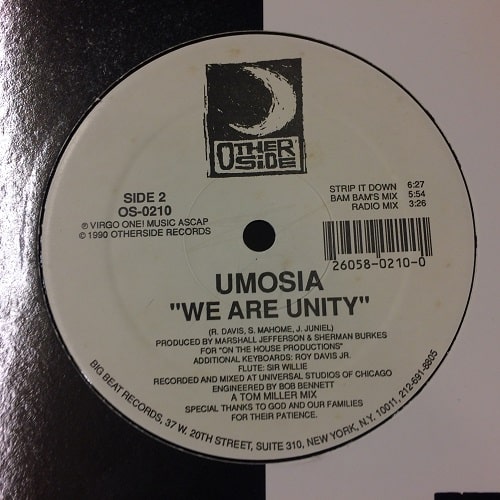 OTHER
SIDE
SIDE 2
OS-0210
℗ VIRGO ONE! MUSIC ASCAP
© 1990 OTHERSIDE RECORDS
STRIP IT DOWN 6:27
BAM BAM'S MIX 5:54
RADIO MIX 3:26
26058-0210-0
UMOSIA
"WE ARE UNITY"
(R. DAVIS, S. MAHOME, J. JUNIEL)
PRODUCED BY MARSHALL JEFFERSON & SHERMAN BURKES
FOR "ON THE HOUSE PRODUCTIONS"
ADDITIONAL KEYBOARDS: ROY DAVIS JR.
FLUTE: SIR WILLIE
RECORDED AND MIXED AT UNIVERSAL STUDIOS OF CHICAGO
ENGINEERED BY BOB BENNETT
A TOM MILLER MIX
SPECIAL THANKS TO GOD AND OUR FAMILIES
FOR THEIR PATIENCE.
BIG BEAT RECORDS, 37 W. 20TH STREET, SUITE 310, NEW YORK, N.Y. 10011, 212-691-8805